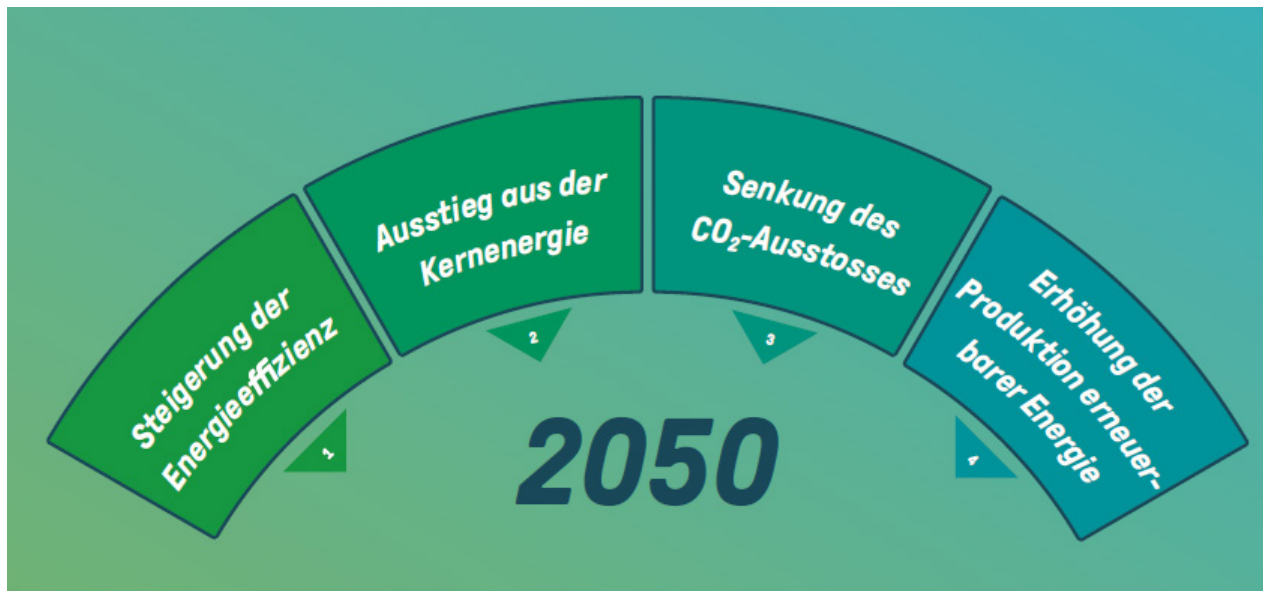 Steigerung der
Energieeffizienz
1
Ausstieg aus der
Kernenergie
2
Senkung des
CO₂-Ausstosses
3
Erhöhung der
Produktion erneuer-
barer Energie
4
2050